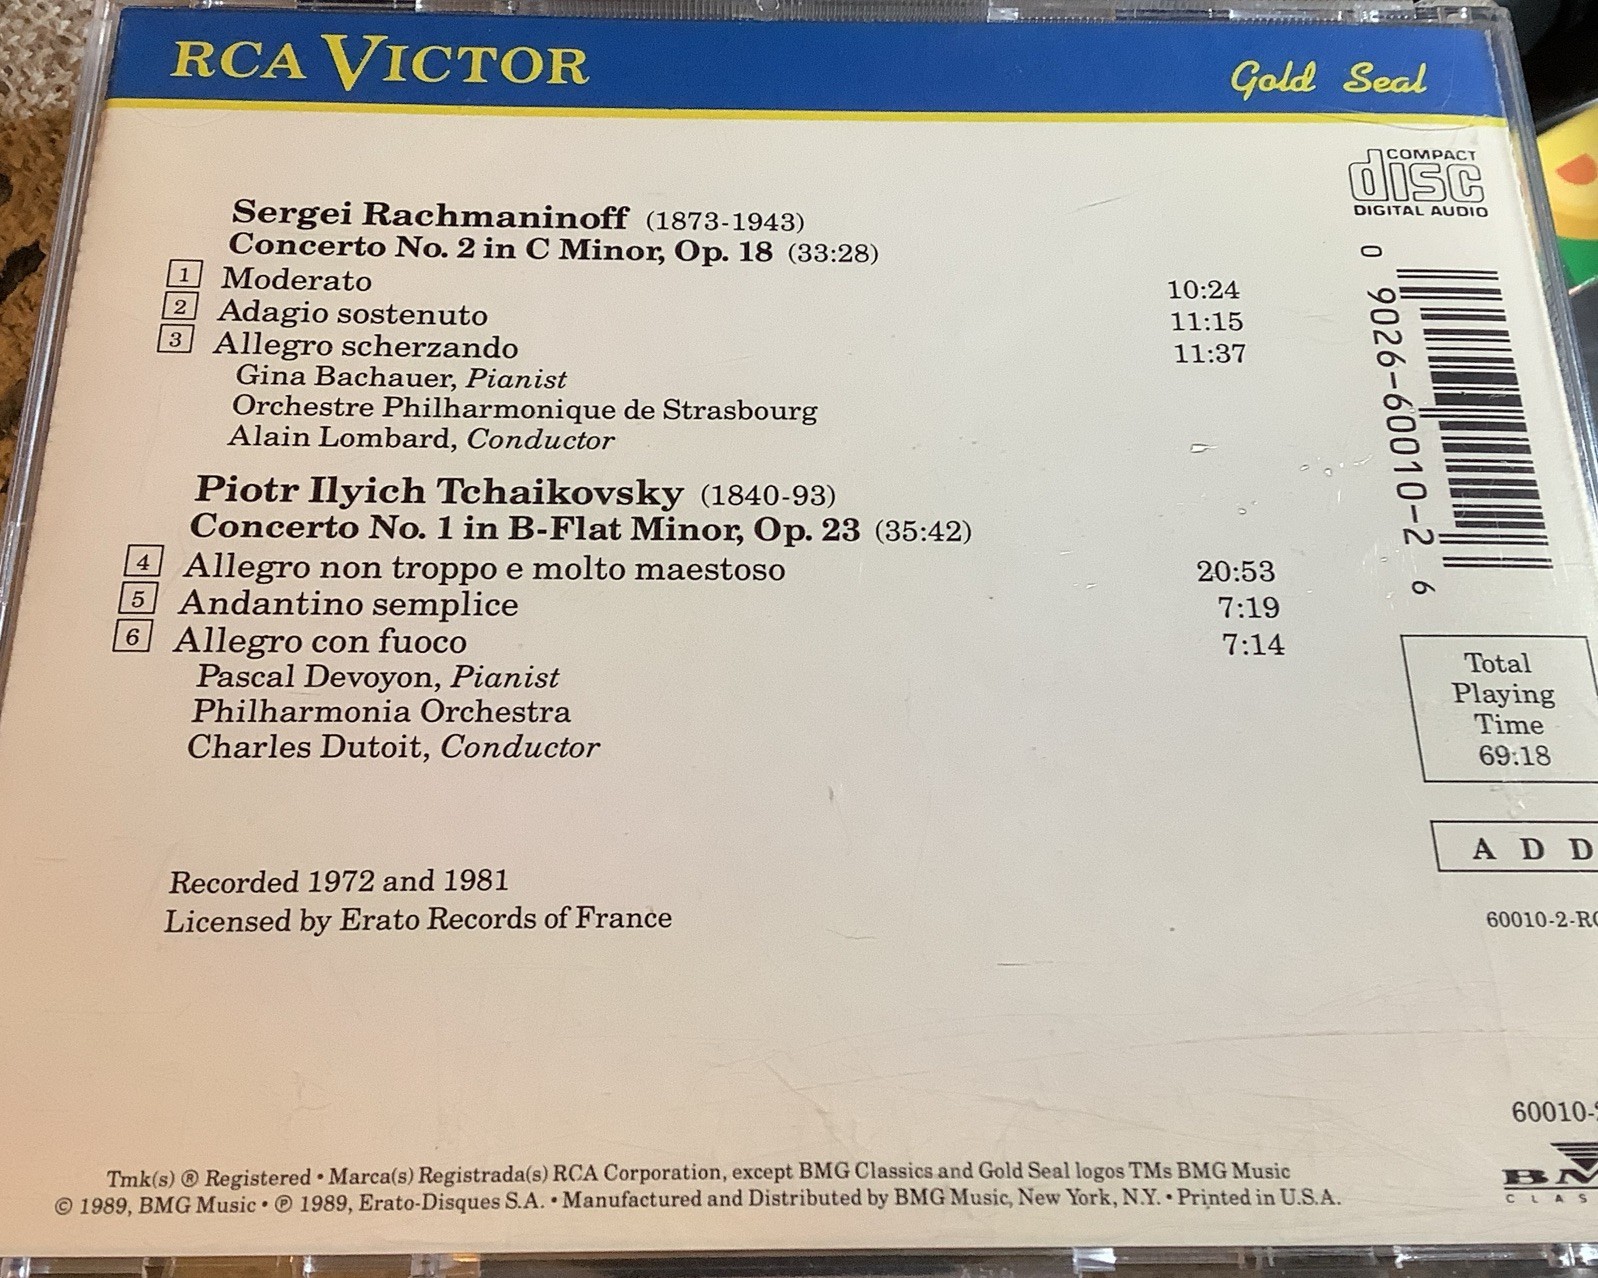 RCA VICTOR
Gold Seal
COMPACT
disc
DIGITAL AUDIO
Sergei Rachmaninoff (1873-1943)
Concerto No. 2 in C Minor, Op. 18 (33:28)
1 Moderato 10:24
2 Adagio sostenuto 11:15
3 Allegro scherzando 11:37
Gina Bachauer, Pianist
Orchestre Philharmonique de Strasbourg
Alain Lombard, Conductor
Piotr Ilyich Tchaikovsky (1840-93)
Concerto No. 1 in B-Flat Minor, Op. 23 (35:42)
4 Allegro non troppo e molto maestoso 20:53
5 Andantino semplice 7:19
6 Allegro con fuoco 7:14
Pascal Devoyon, Pianist
Philharmonia Orchestra
Charles Dutoit, Conductor
0 9026-60010-2 6
Total
Playing
Time
69:18
A D D
Recorded 1972 and 1981
Licensed by Erato Records of France
60010-2-R
60010-
Tmk(s) ® Registered • Marca(s) Registrada(s) RCA Corporation, except BMG Classics and Gold Seal logos TMs BMG Music
© 1989, BMG Music • ℗ 1989, Erato-Disques S.A. • Manufactured and Distributed by BMG Music, New York, N.Y. • Printed in U.S.A.